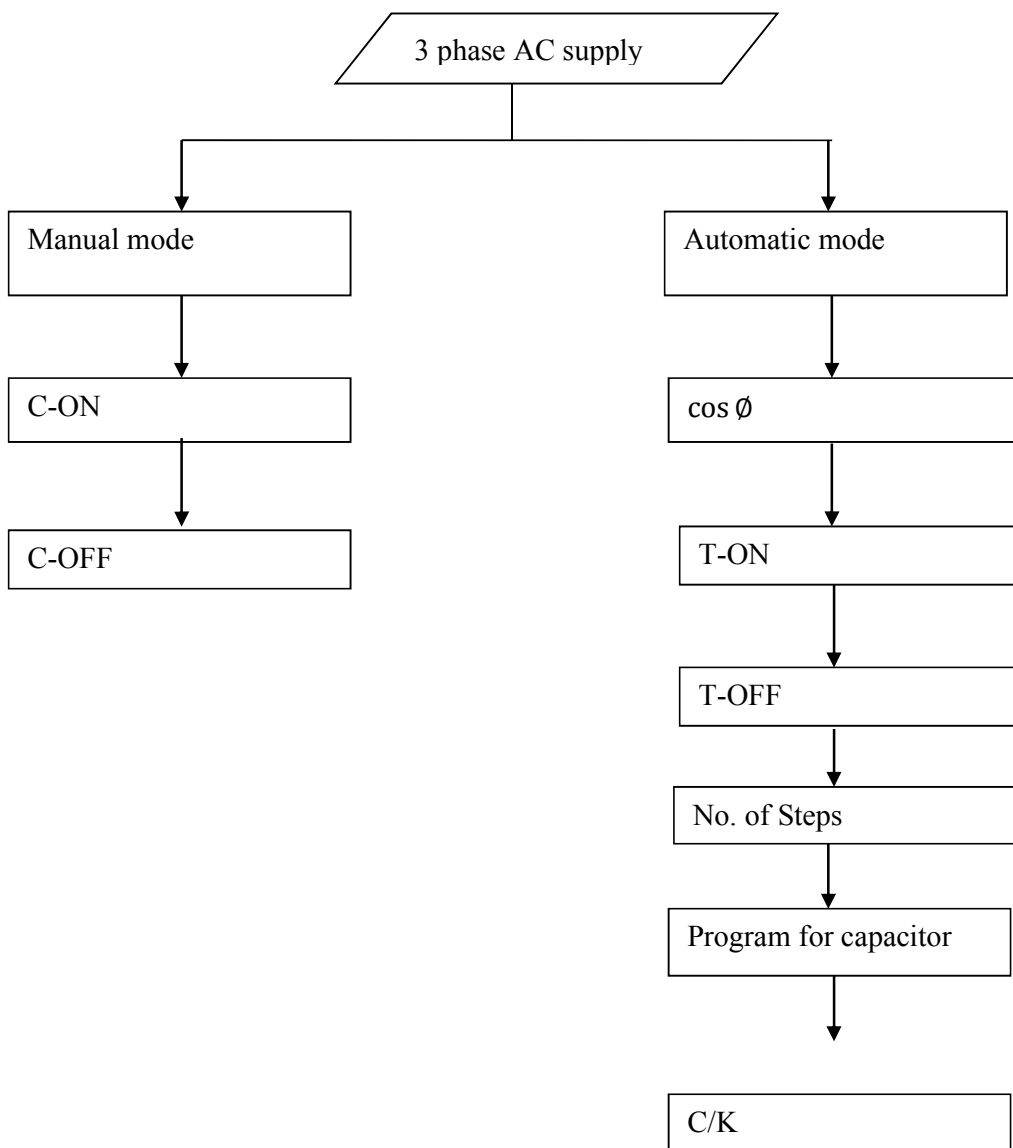 3 phase AC supply
Manual mode
Automatic mode
C-ON
cos Ø
C-OFF
T-ON
T-OFF
No. of Steps
Program for capacitor
C/K